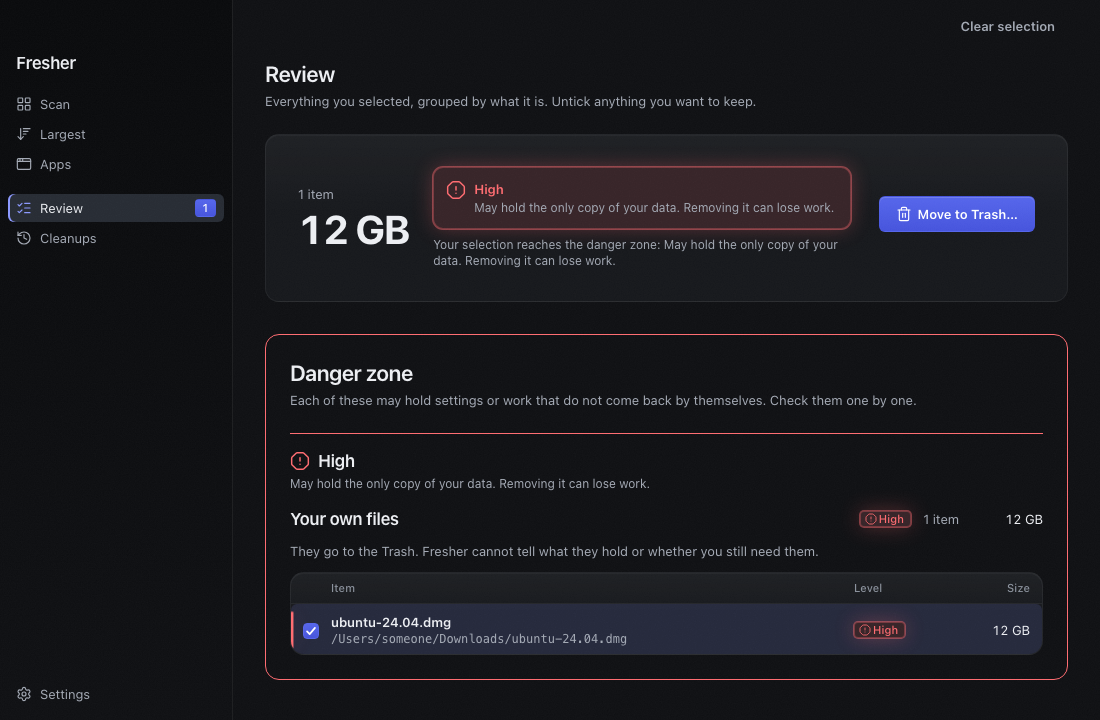 Clear selection
Fresher
Scan
Largest
Apps
Review 1
Cleanups
Settings
Review
Everything you selected, grouped by what it is. Untick anything you want to keep.
1 item
12 GB
High
May hold the only copy of your data. Removing it can lose work.
Your selection reaches the danger zone: May hold the only copy of your
data. Removing it can lose work.
Move to Trash...
Danger zone
Each of these may hold settings or work that do not come back by themselves. Check them one by one.
High
May hold the only copy of your data. Removing it can lose work.
Your own files High 1 item 12 GB
They go to the Trash. Fresher cannot tell what they hold or whether you still need them.
Item Level Size
ubuntu-24.04.dmg
/Users/someone/Downloads/ubuntu-24.04.dmg
High 12 GB